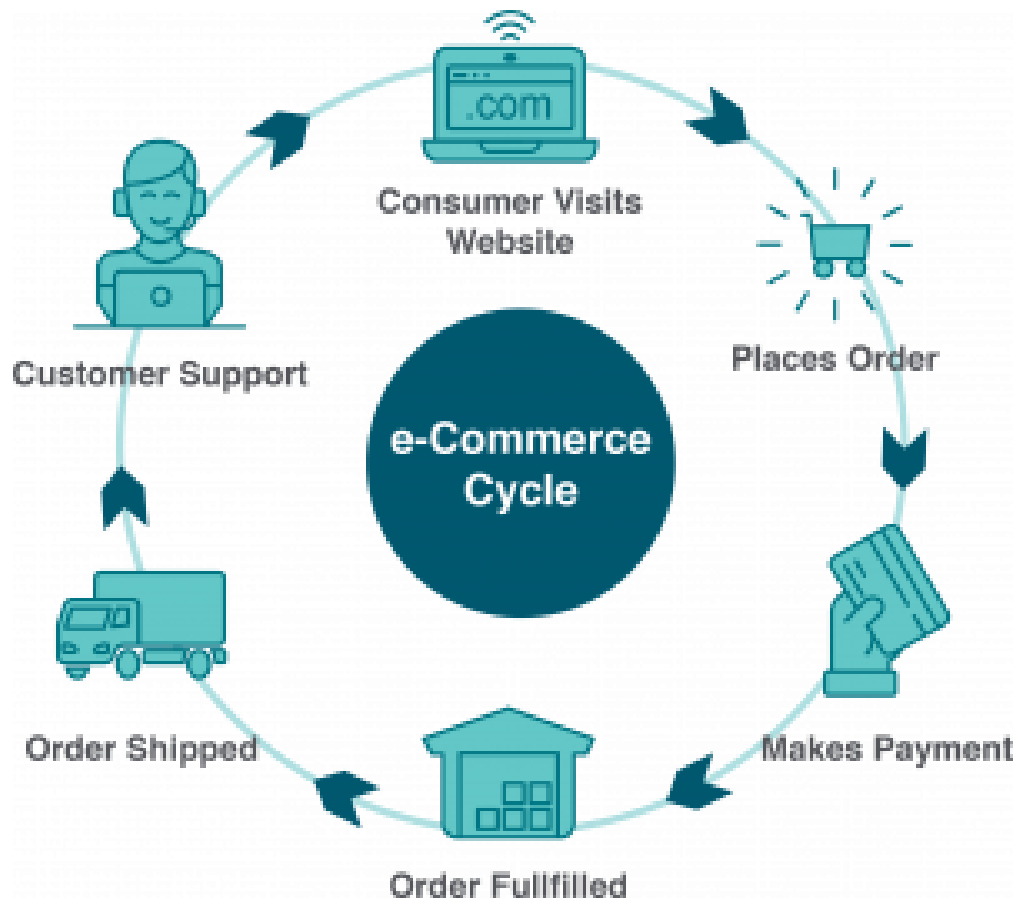 .com
Consumer Visits
Website
Places Order
Makes Payment
Order Fullfilled
Order Shipped
Customer Support
e-Commerce
Cycle